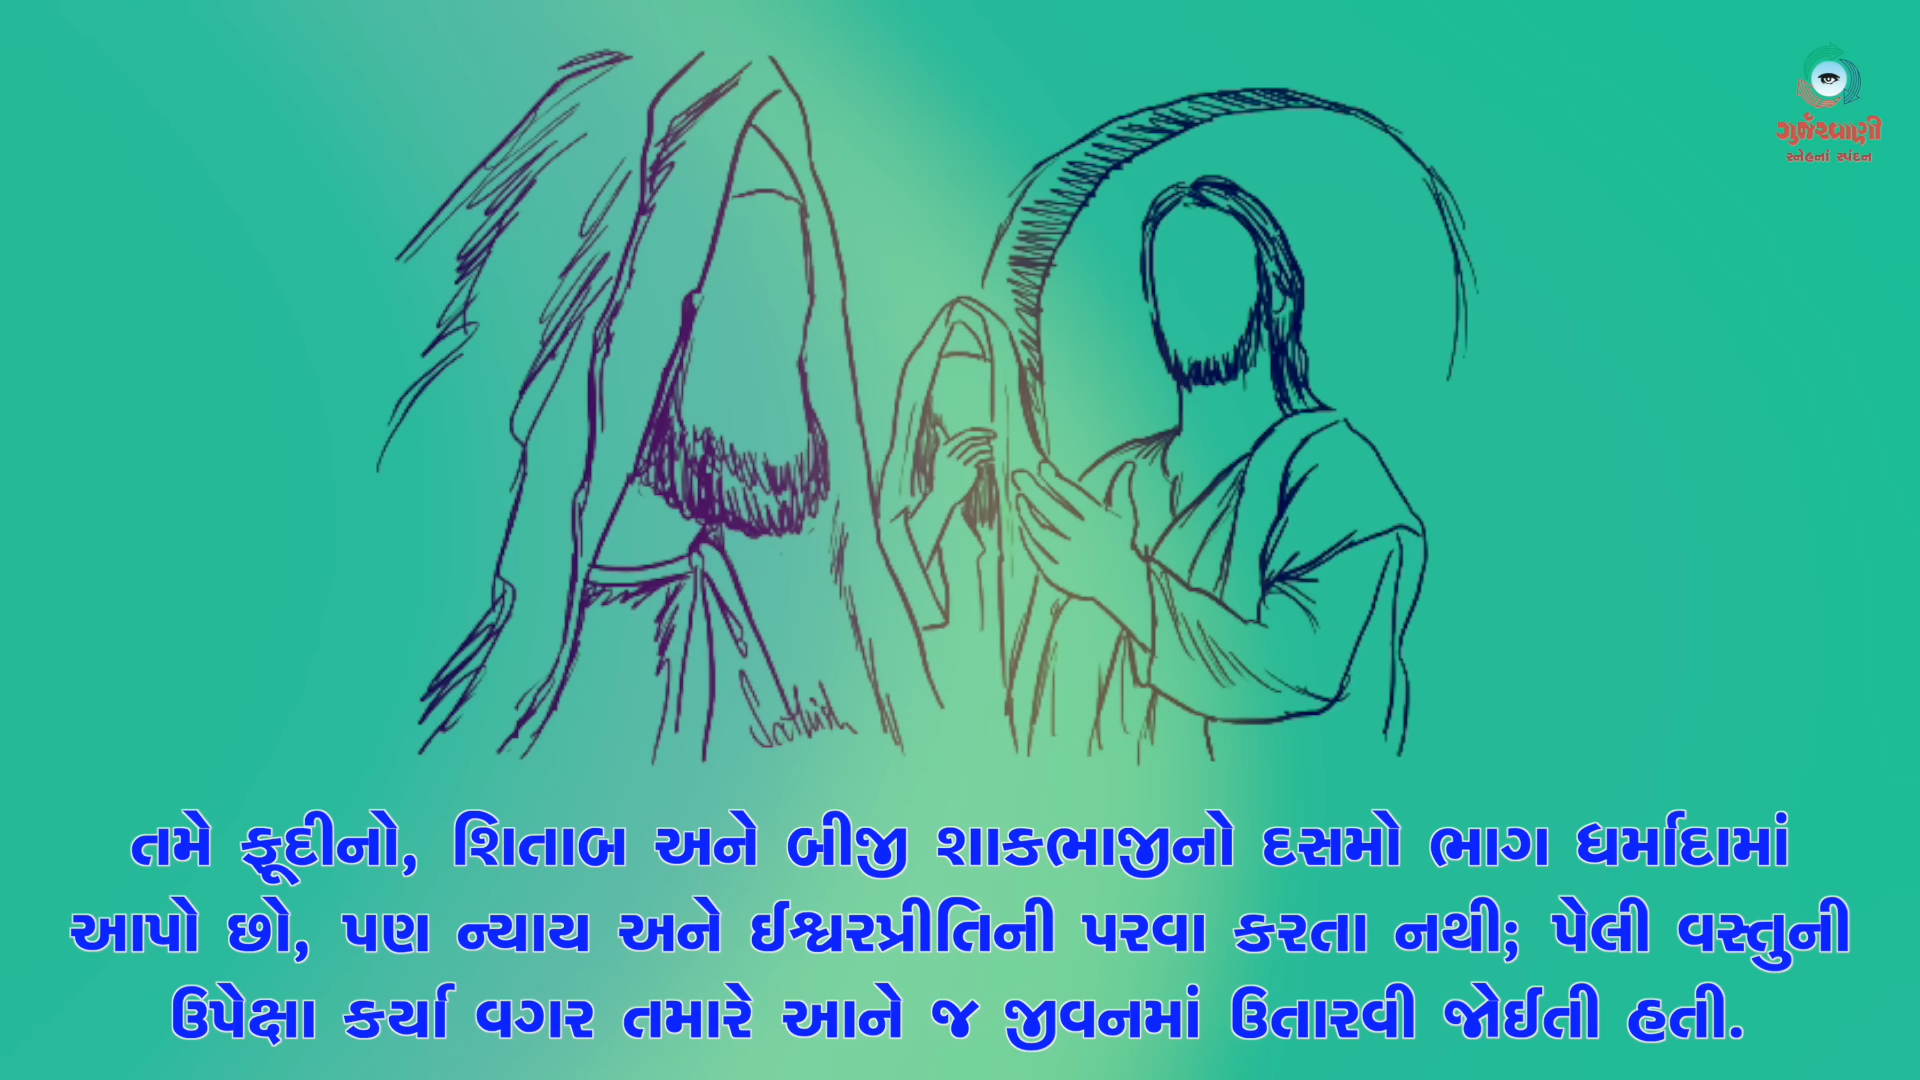 ગુર્જરવાણી
સ્નેહનાં સ્પંદન
Sathish
તમે ફૂદીનો, શિતાબ અને બીજી શાકભાજીનો દસમો ભાગ ધર્માદામાં
આપો છો, પણ ન્યાય અને ઈશ્વરપ્રીતિની પરવા કરતા નથી; પેલી વસ્તુની
ઉપેક્ષા કર્યા વગર તમારે આને જ જીવનમાં ઉતારવી જોઈતી હતી.